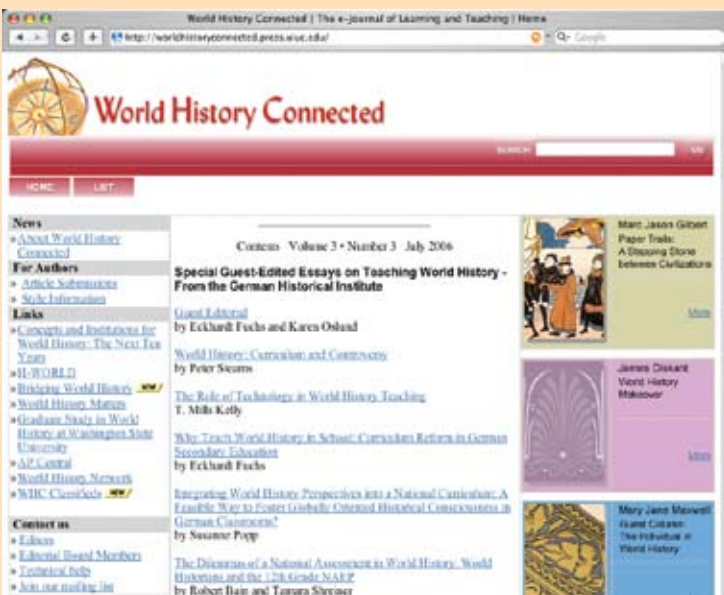 World History Connected | The e-journal of Learning and Teaching | Home
http://worldhistoryconnected.press.uiuc.edu/
Google
World History Connected
SEARCH
GO
HOME
LIST
News
» About World History
Connected
For Authors
» Article Submissions
» Style Information
Links
» Concepts and Institutions for
World History: The Next Ten
Years
» H-WORLD
» Bridging World History NEW!
» World History Matters
» Graduate Study in World
History at Washington State
University
» AP Central
» World History Network
» WHC Classifieds NEW!
Contact us
» Editors
» Editorial Board Members
» Technical help
» Join our mailing list
Contents Volume 3 • Number 3 July 2006
Special Guest-Edited Essays on Teaching World History -
From the German Historical Institute
Guest Editorial
by Eckhardt Fuchs and Karen Oslund
World History: Curriculum and Controversy
by Peter Stearns
The Role of Technology in World History Teaching
T. Mills Kelly
Why Teach World History in School: Curriculum Reform in German
Secondary Education
by Eckhardt Fuchs
Integrating World History Perspectives into a National Curriculum: A
Feasible Way to Foster Globally Oriented Historical Consciousness in
German Classrooms?
by Susanne Popp
The Dilemmas of a National Assessment in World History: World
Historians and the 12th Grade NAEP
by Robert Bain and Tamara Shreiner
Marc Jason Gilbert
Paper Trails:
A Stepping Stone
between Civilizations
More
James Diskant
World History
Makeover
More
Mary Jane Maxwell
Guest Column:
The Individual in
World History